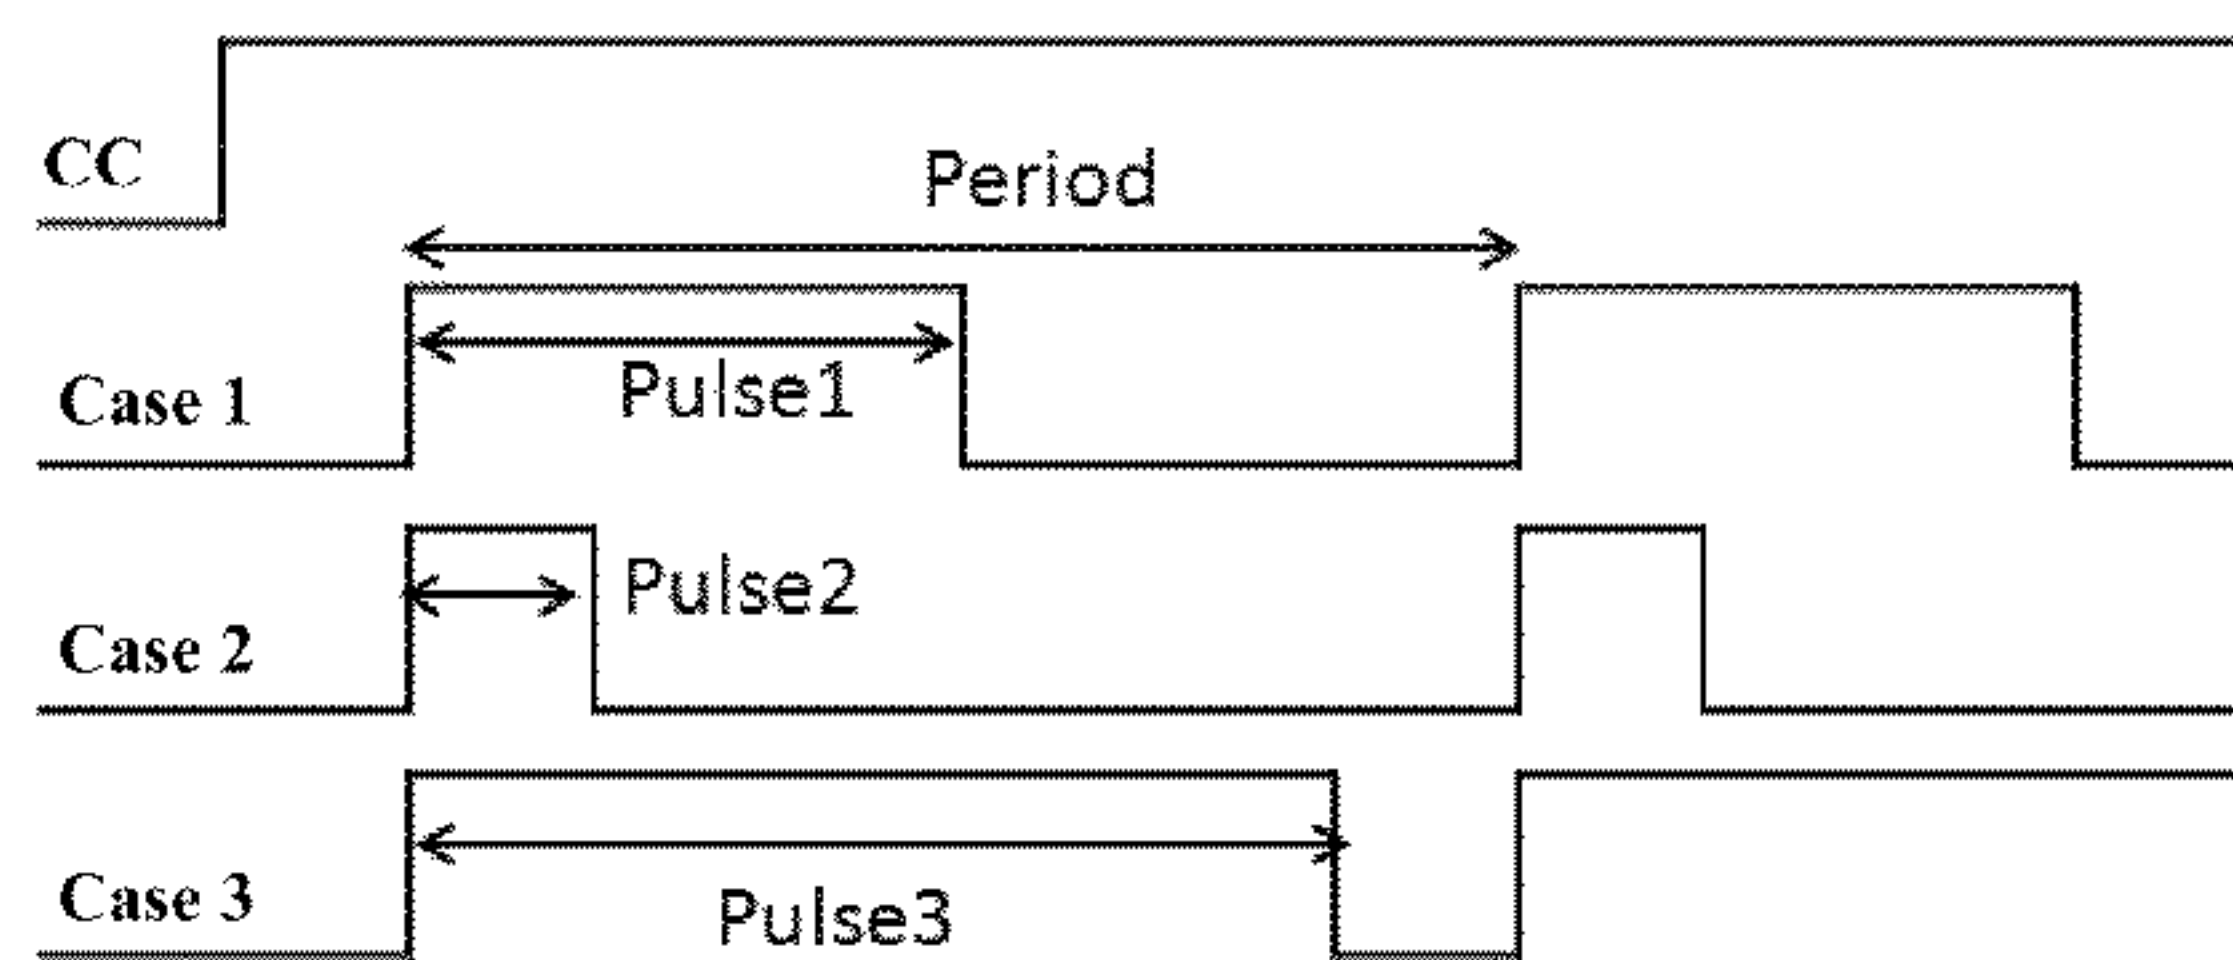 CC
Period
Pulse1
Case 1
Pulse2
Case 2
Case 3
Pulse3